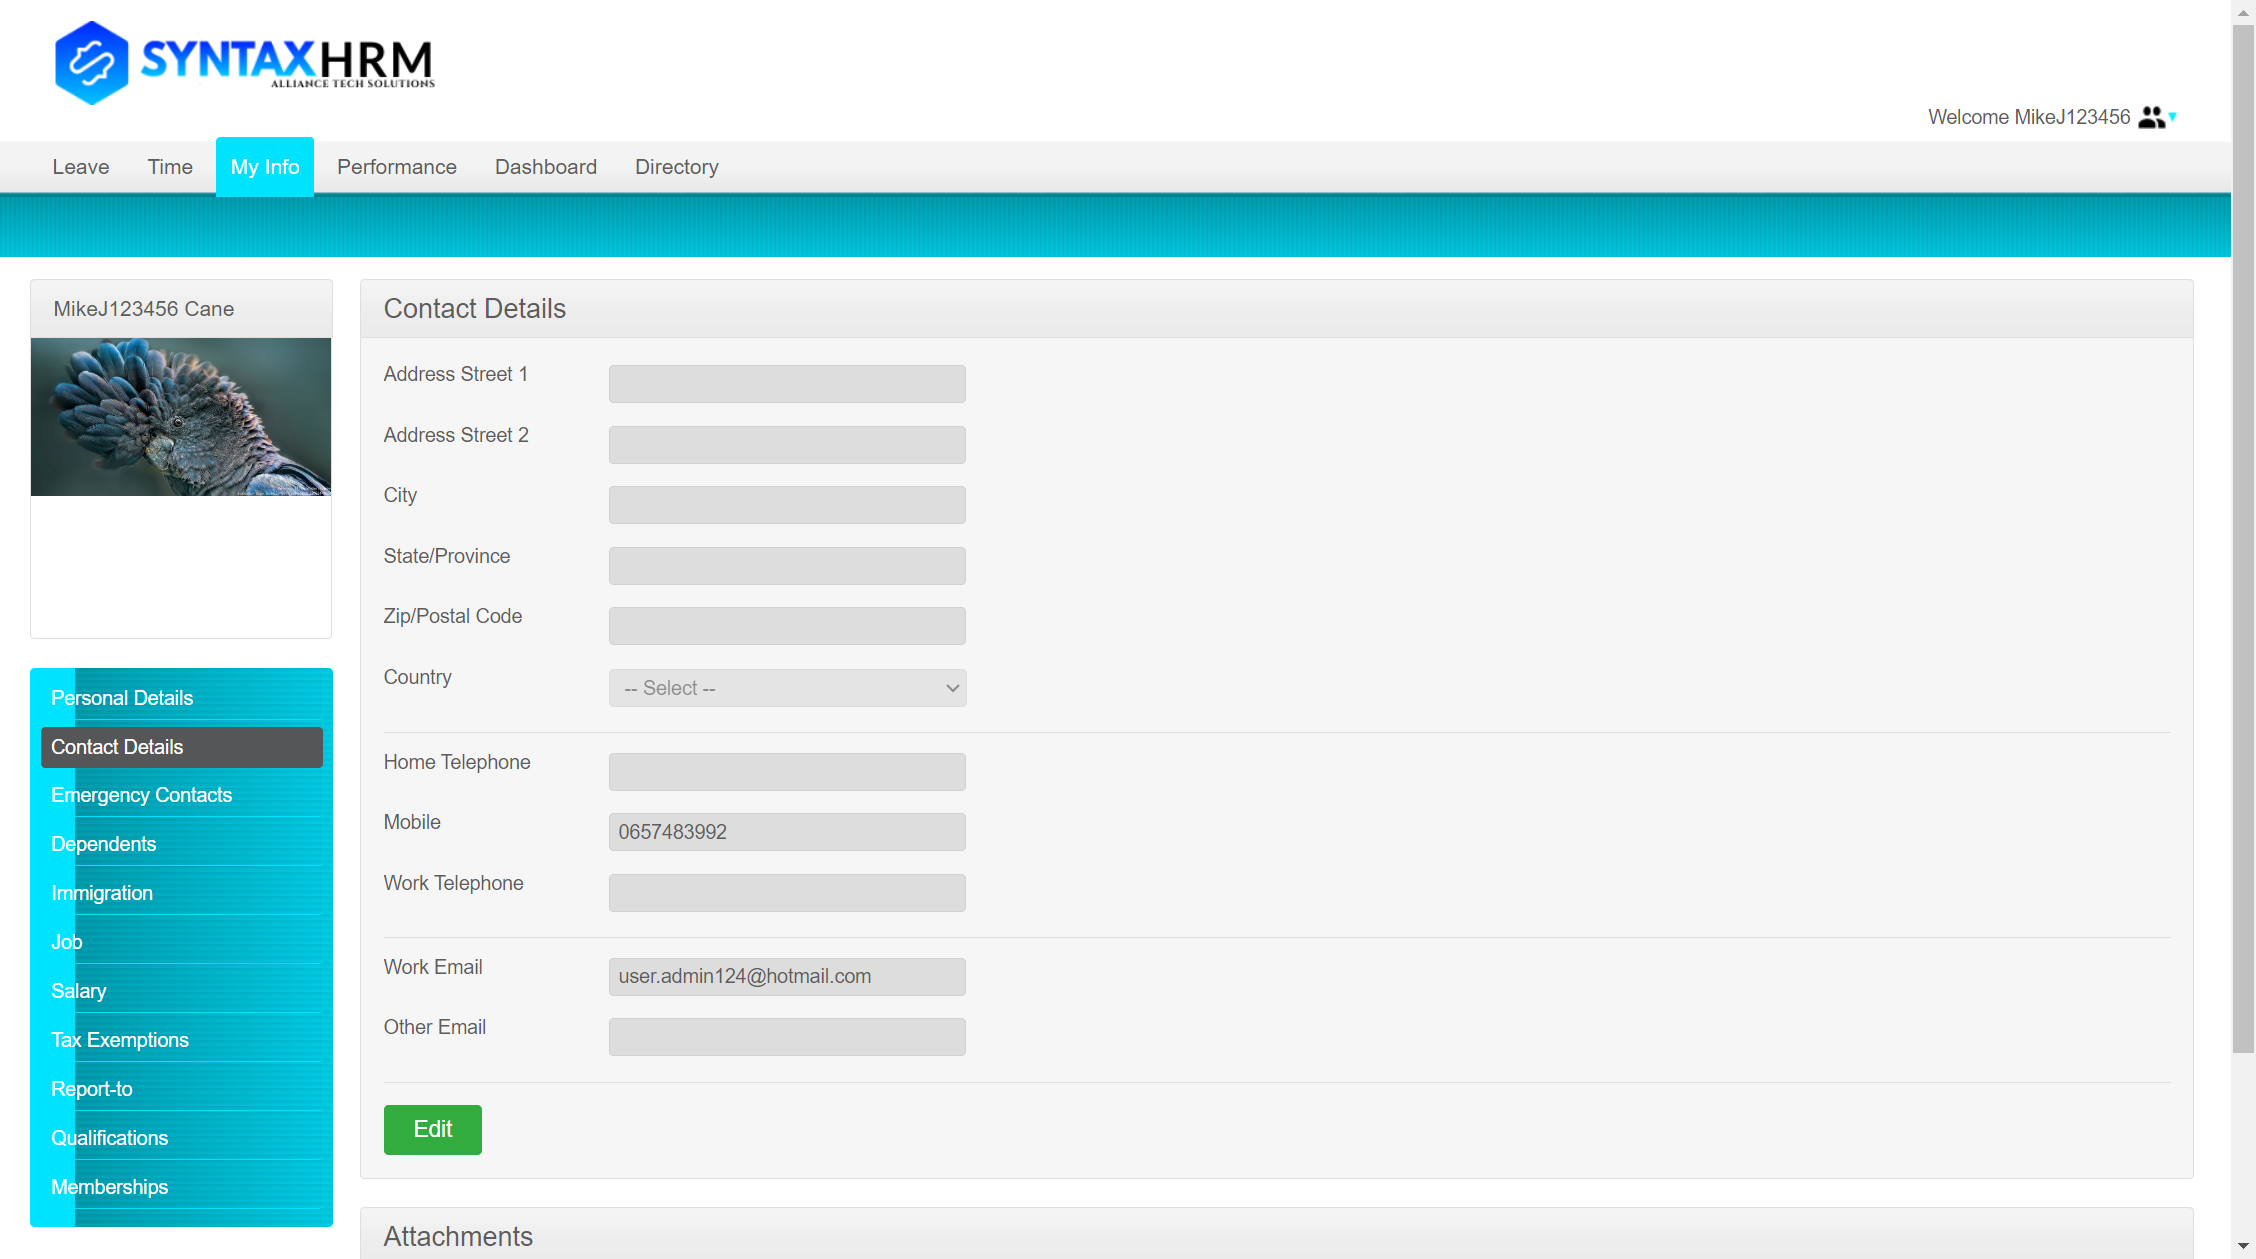 SYNTAXHRM
ALLIANCE TECH SOLUTIONS
Welcome MikeJ123456
Leave
Time
My Info
Performance
Dashboard
Directory
MikeJ123456 Cane
Personal Details
Contact Details
Emergency Contacts
Dependents
Immigration
Job
Salary
Tax Exemptions
Report-to
Qualifications
Memberships
Contact Details
Address Street 1
Address Street 2
City
State/Province
Zip/Postal Code
Country
-- Select --
Home Telephone
Mobile
0657483992
Work Telephone
Work Email
user.admin124@hotmail.com
Other Email
Edit
Attachments